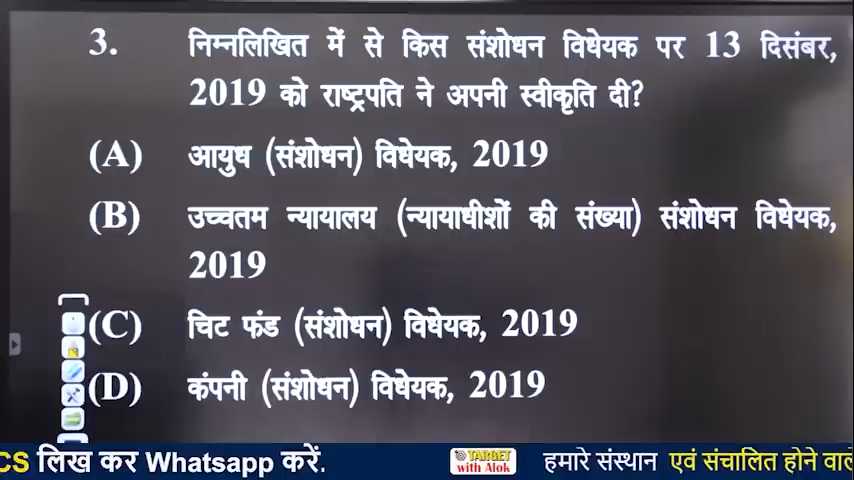 3. निम्नलिखित में से किस संशोधन विधेयक पर 13 दिसंबर,
2019 को राष्ट्रपति ने अपनी स्वीकृति दी?
(A) आयुध (संशोधन) विधेयक, 2019
(B) उच्चतम न्यायालय (न्यायाधीशों की संख्या) संशोधन विधेयक,
2019
(C) चिट फंड (संशोधन) विधेयक, 2019
(D) कंपनी (संशोधन) विधेयक, 2019
CS लिख कर Whatsapp करें.
TARGET
with Alok
हमारे संस्थान एवं संचालित होने वाले